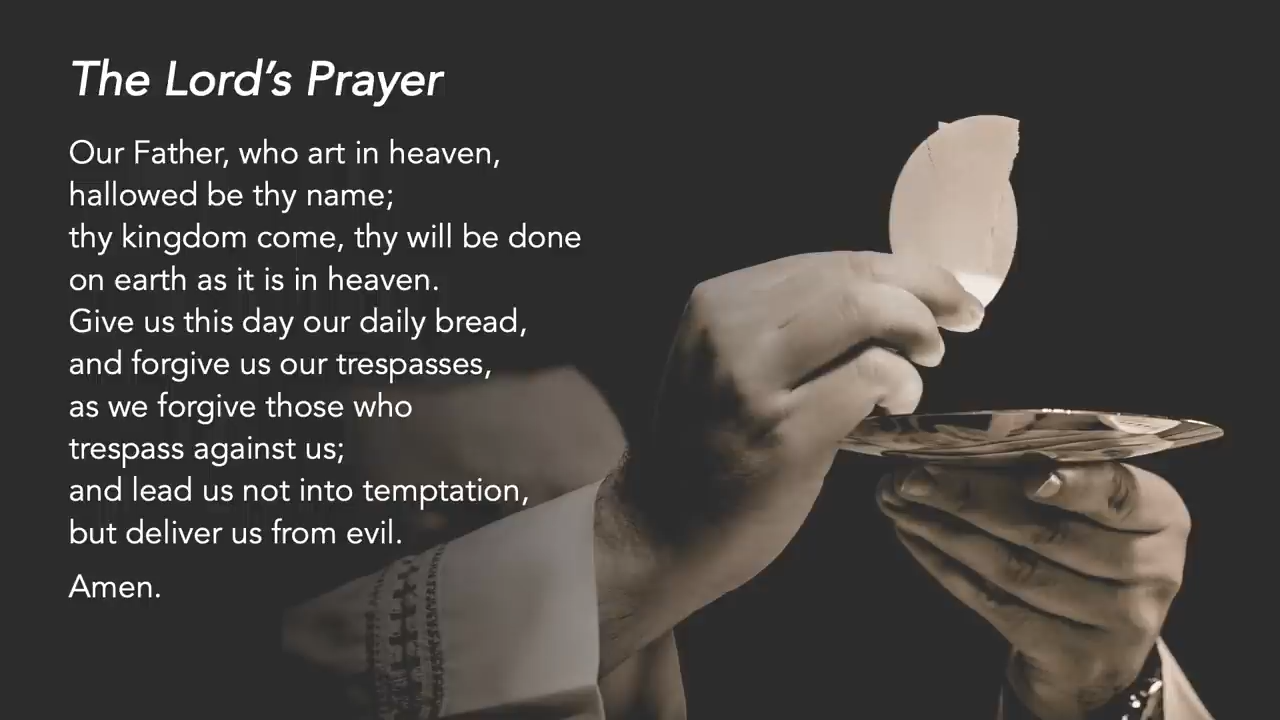 The Lord's Prayer
Our Father, who art in heaven,
hallowed be thy name;
thy kingdom come, thy will be done
on earth as it is in heaven.
Give us this day our daily bread,
and forgive us our trespasses,
as we forgive those who
trespass against us;
and lead us not into temptation,
but deliver us from evil.
Amen.